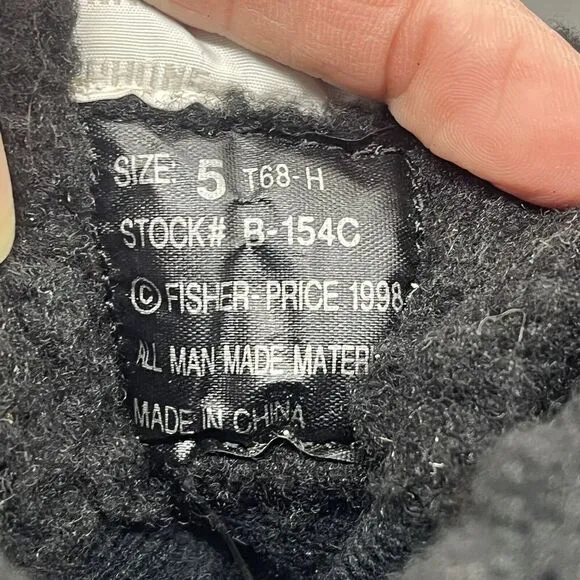 SIZE: 5 T68-H
STOCK# B-154C
© FISHER-PRICE 1998
ALL MAN MADE MATER
MADE IN CHINA